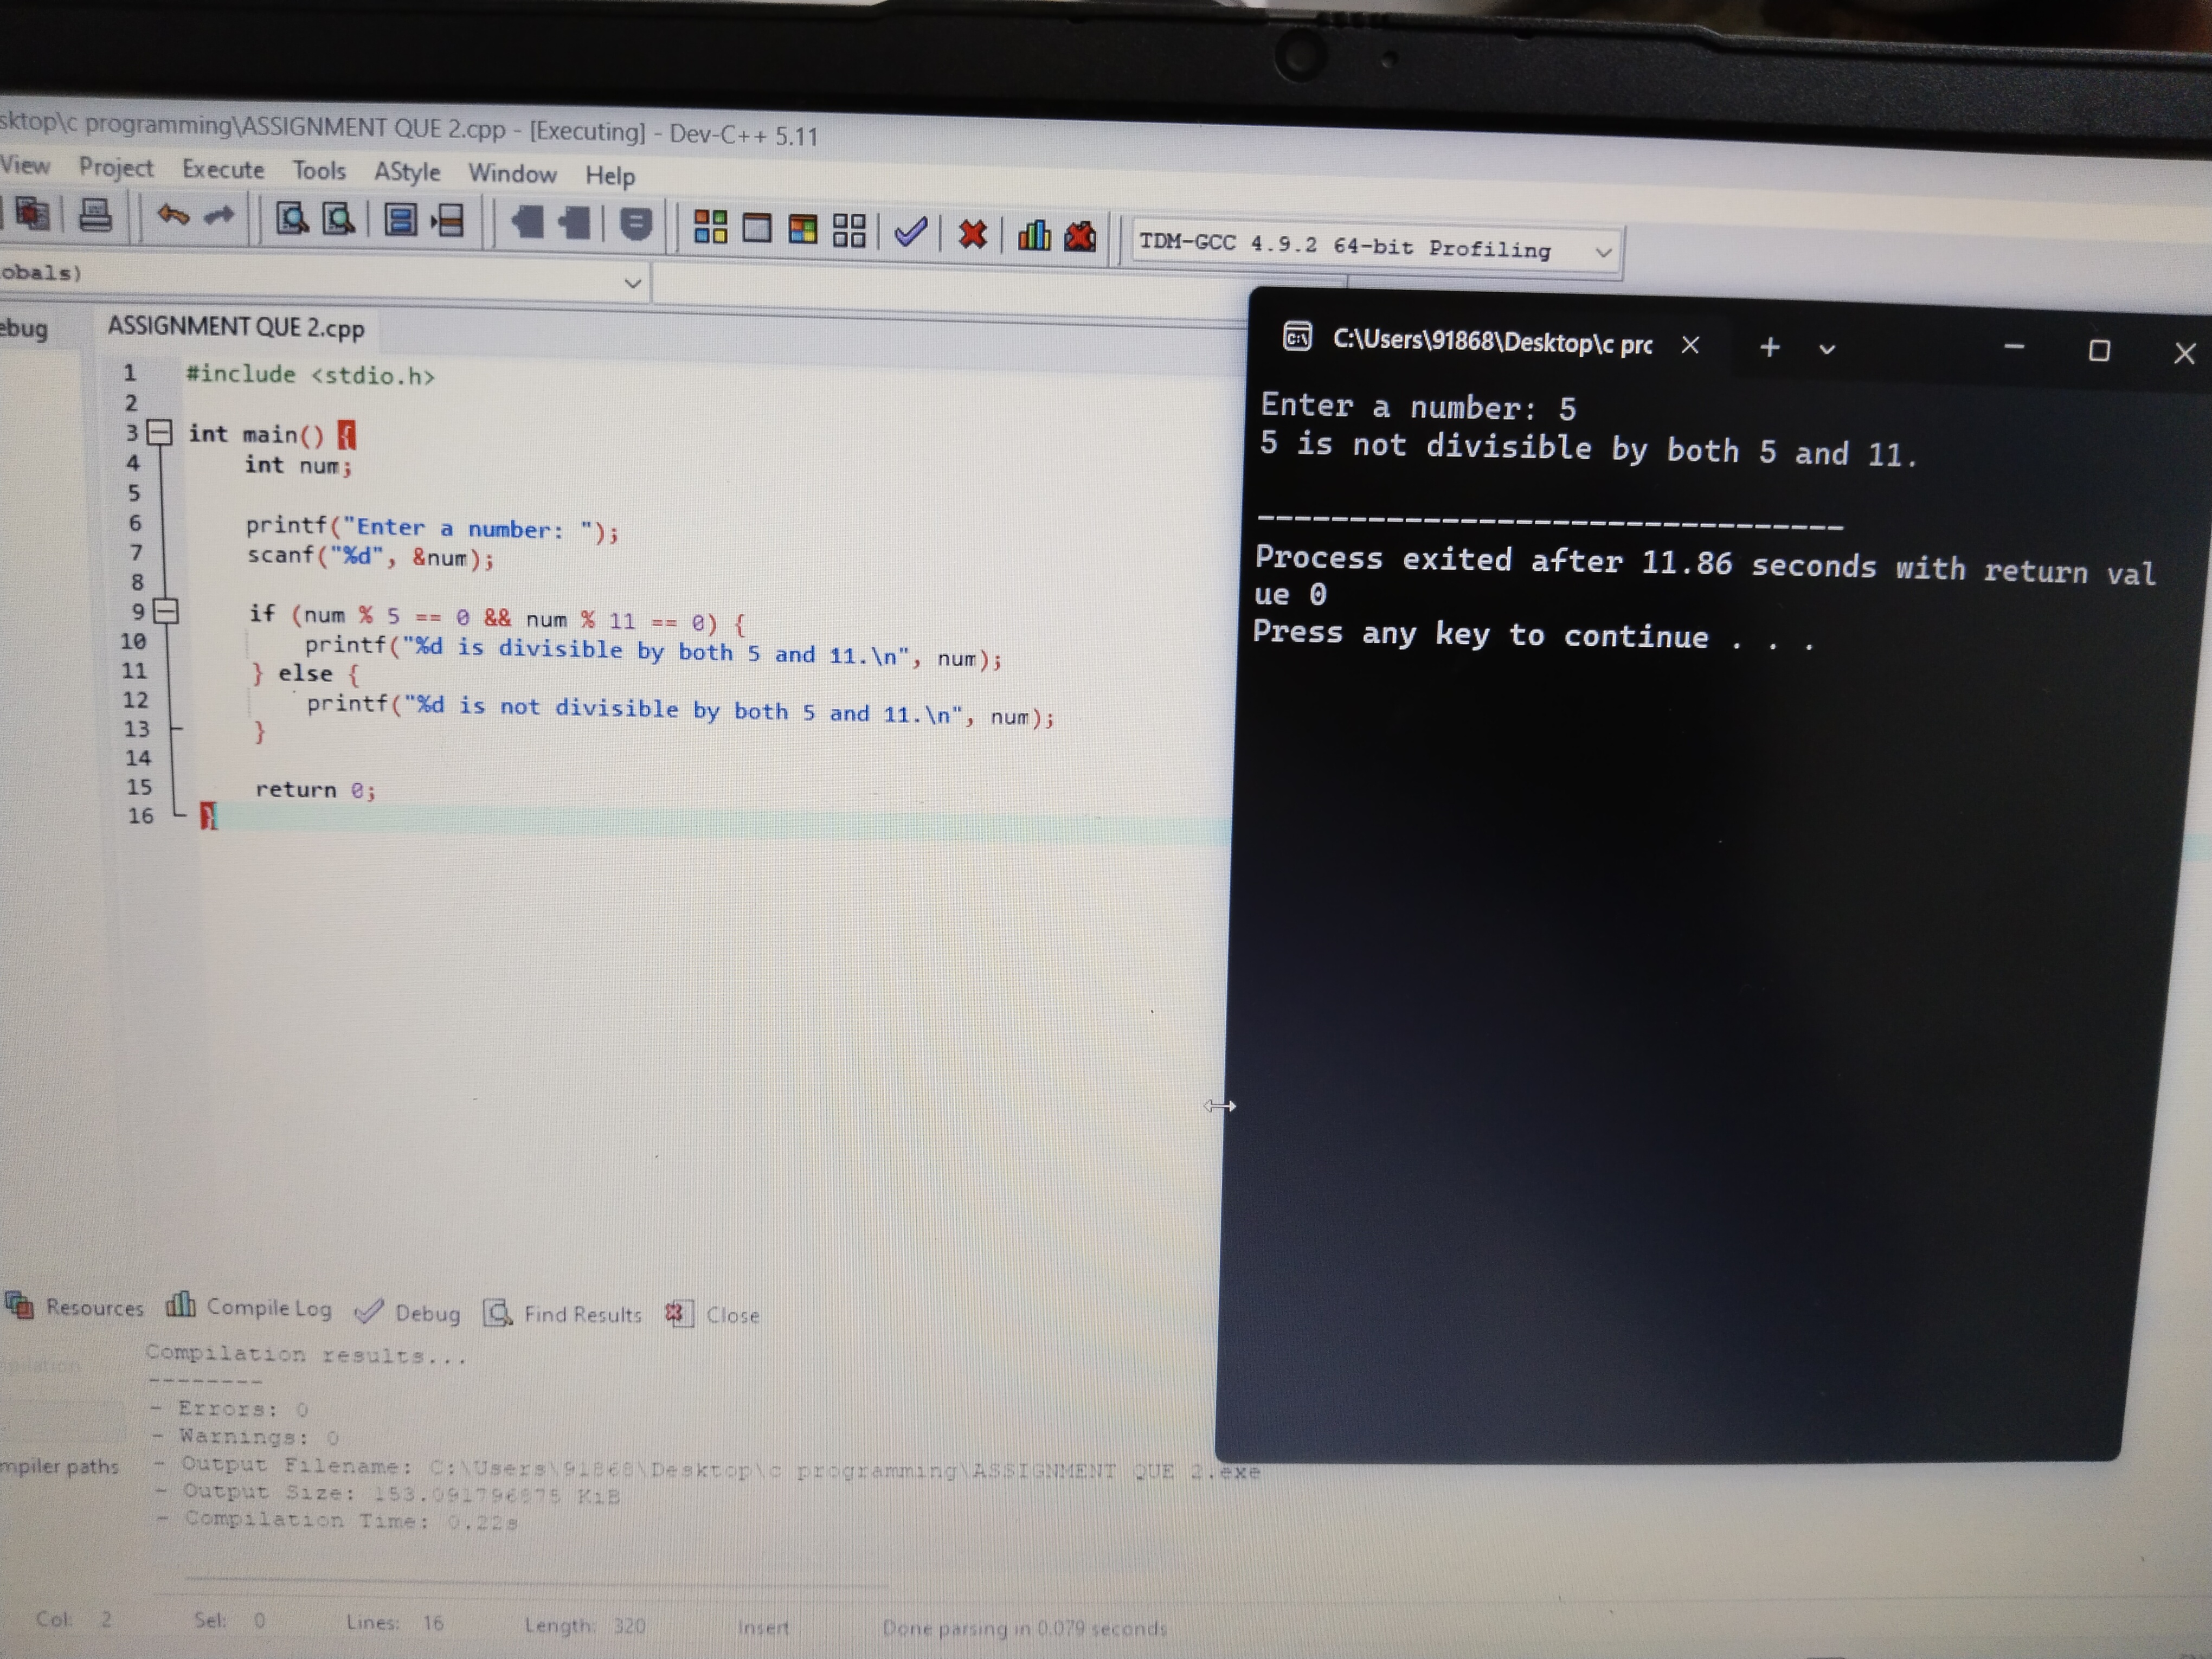 sktop\c programming\ASSIGNMENT QUE 2.cpp - [Executing] - Dev-C++ 5.11
View Project Execute Tools AStyle Window Help
TDM-GCC 4.9.2 64-bit Profiling
obals)
ebug
ASSIGNMENT QUE 2.cpp
1 #include <stdio.h>
2
3 int main() {
4 int num;
5
6 printf("Enter a number: ");
7 scanf("%d", &num);
8
9 if (num % 5 == 0 && num % 11 == 0) {
10 printf("%d is divisible by both 5 and 11.\n", num);
11 } else {
12 printf("%d is not divisible by both 5 and 11.\n", num);
13 }
14
15 return 0;
16 }
C:\Users\91868\Desktop\c prc
Enter a number: 5
5 is not divisible by both 5 and 11.
--------------------------------
Process exited after 11.86 seconds with return val
ue 0
Press any key to continue . . .
Resources Compile Log Debug Find Results Close
Compilation results...
--------
- Errors: 0
- Warnings: 0
mpiler paths
- Output Filename: C:\Users\91868\Desktop\c programming\ASSIGNMENT QUE 2.exe
- Output Size: 153.091796875 KiB
- Compilation Time: 0.22s
Col: 2 Sel: 0 Lines: 16 Length: 320 Insert Done parsing in 0.079 seconds